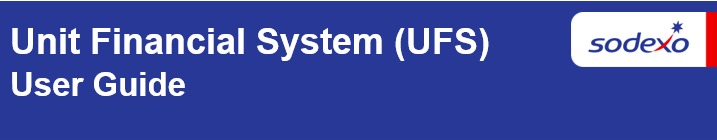 Unit Financial System (UFS)
User Guide
sodexo